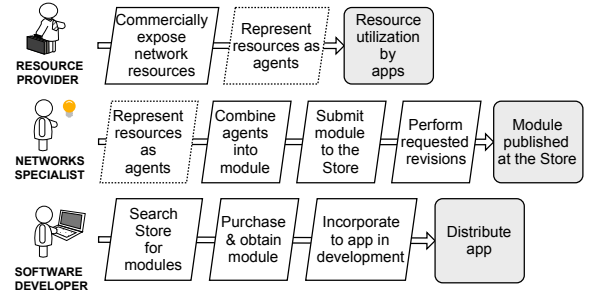 RESOURCE
PROVIDER
Commercially
expose
network
resources
Represent
resources as
agents
Resource
utilization
by
apps
NETWORKS
SPECIALIST
Represent
resources
as
agents
Combine
agents
into
module
Submit
module
to the
Store
Perform
requested
revisions
Module
published
at the Store
SOFTWARE
DEVELOPER
Search
Store
for
modules
Purchase
& obtain
module
Incorporate
to app in
development
Distribute
app